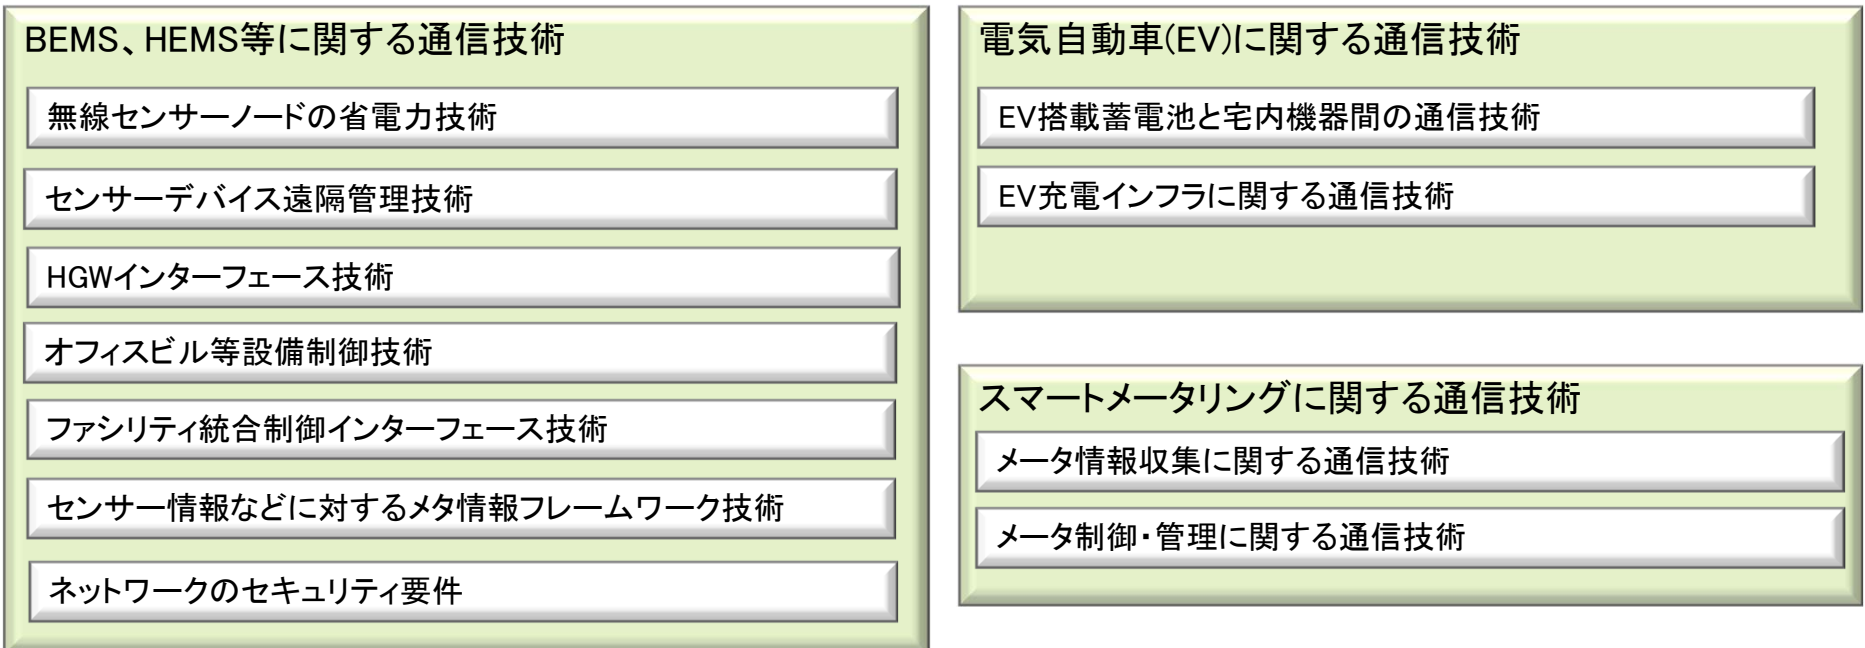 BEMS、HEMS等に関する通信技術
無線センサーノードの省電力技術
センサーデバイス遠隔管理技術
HGWインターフェース技術
オフィスビル等設備制御技術
ファシリティ統合制御インターフェース技術
センサー情報などに対するメタ情報フレームワーク技術
ネットワークのセキュリティ要件
電気自動車(EV)に関する通信技術
EV搭載蓄電池と宅内機器間の通信技術
EV充電インフラに関する通信技術
スマートメータリングに関する通信技術
メータ情報収集に関する通信技術
メータ制御・管理に関する通信技術